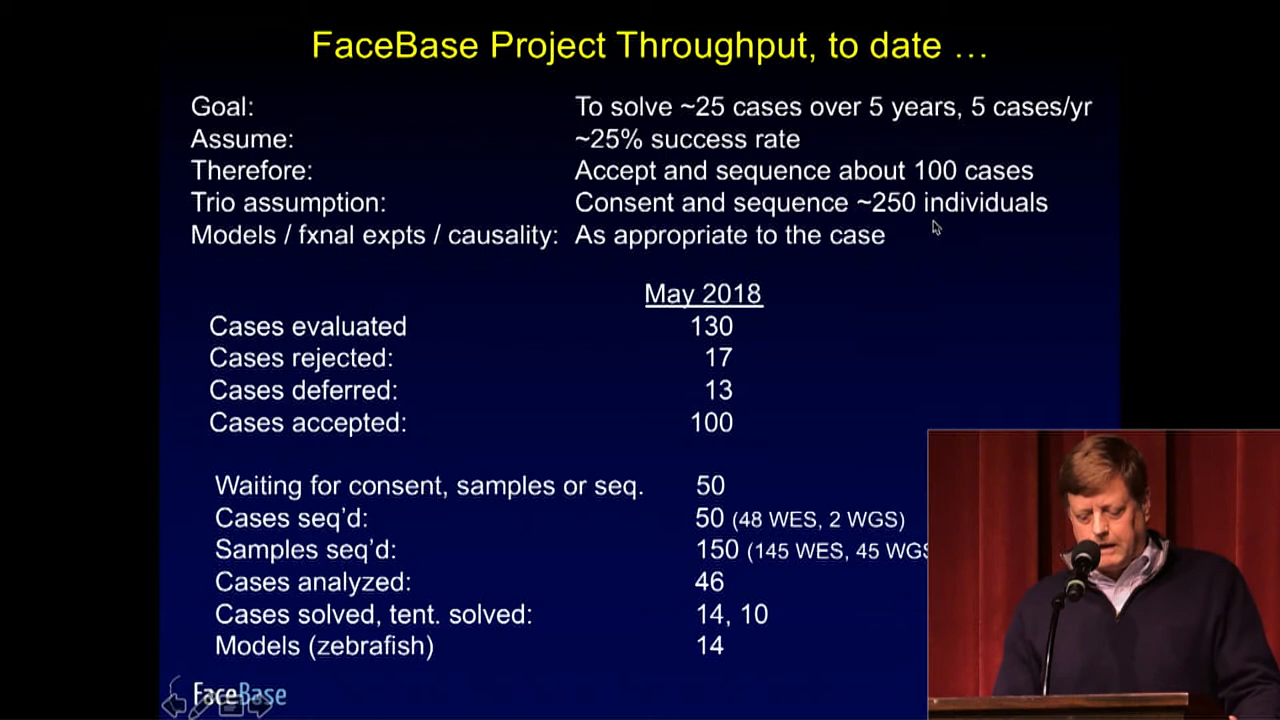 FaceBase Project Throughput, to date …
Goal: To solve ~25 cases over 5 years, 5 cases/yr
Assume: ~25% success rate
Therefore: Accept and sequence about 100 cases
Trio assumption: Consent and sequence ~250 individuals
Models / fxnal expts / causality: As appropriate to the case
May 2018
Cases evaluated 130
Cases rejected: 17
Cases deferred: 13
Cases accepted: 100
Waiting for consent, samples or seq. 50
Cases seq'd: 50 (48 WES, 2 WGS)
Samples seq'd: 150 (145 WES, 45 WGS
Cases analyzed: 46
Cases solved, tent. solved: 14, 10
Models (zebrafish) 14
FaceBase